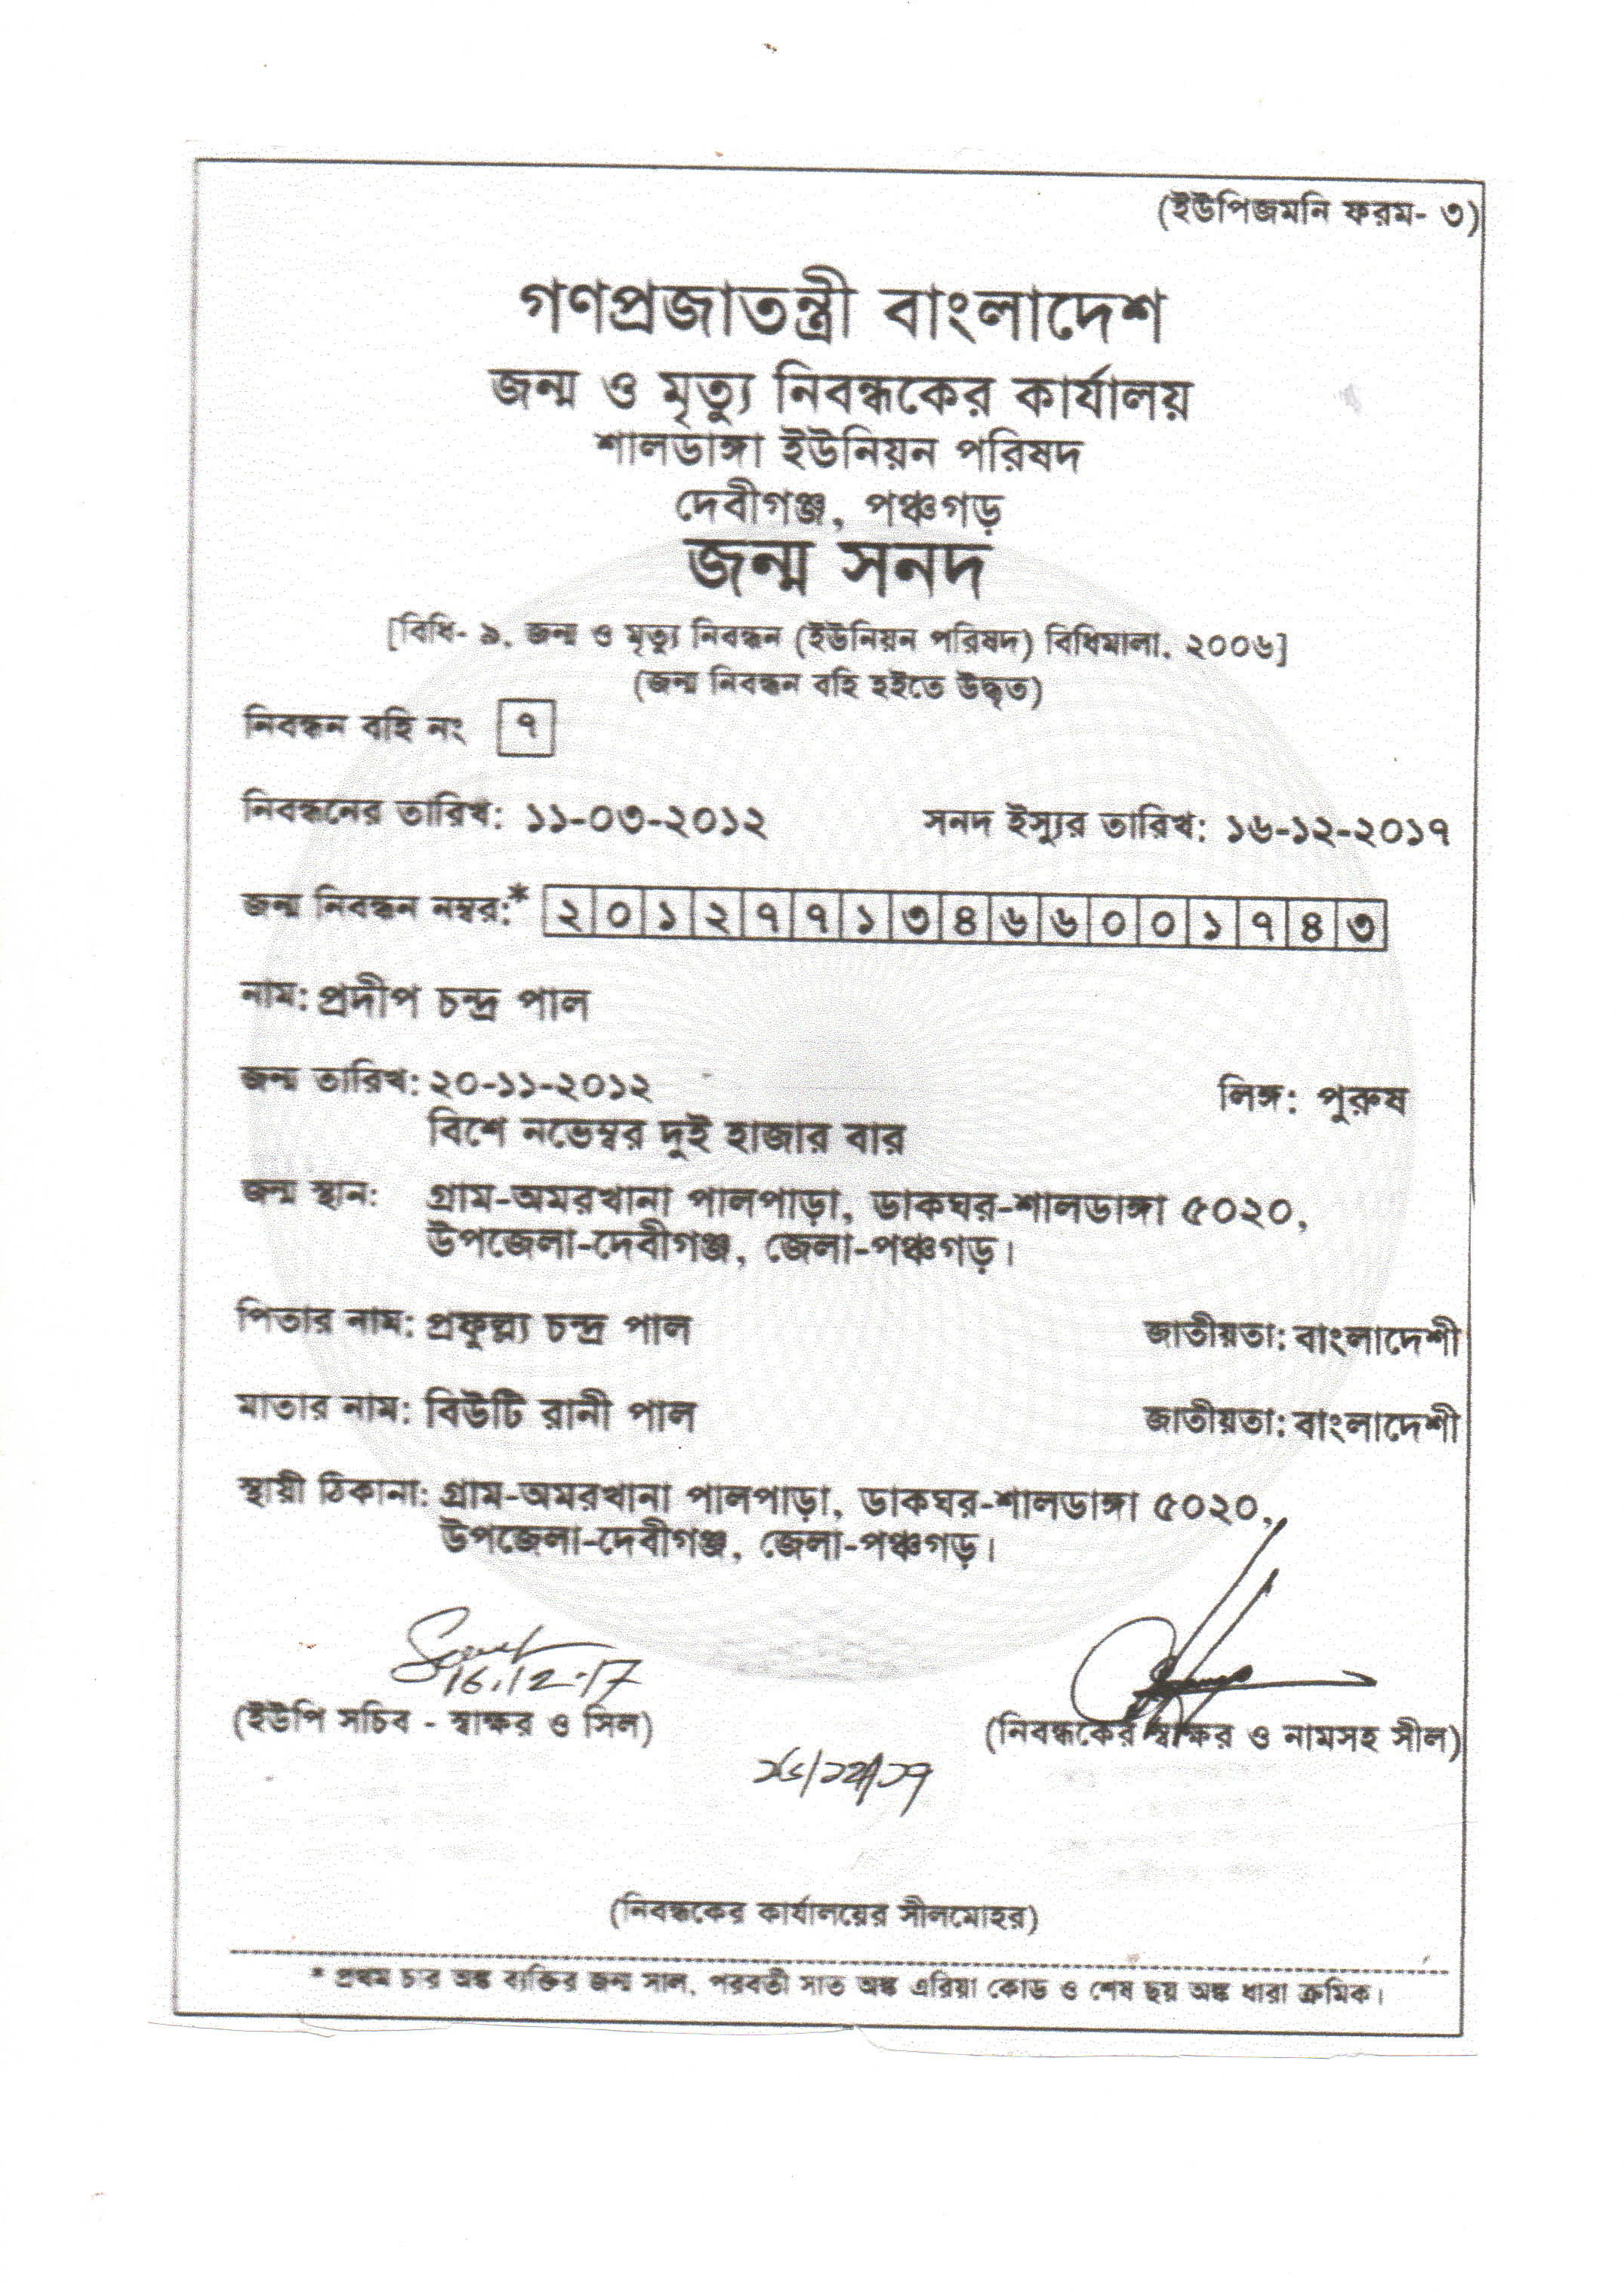 (ইউপিজমনি ফরম- ৩)
গণপ্রজাতন্ত্রী বাংলাদেশ
জন্ম ও মৃত্যু নিবন্ধকের কার্যালয়
শালডাঙ্গা ইউনিয়ন পরিষদ
দেবীগঞ্জ, পঞ্চগড়
জন্ম সনদ
[বিধি- ৯, জন্ম ও মৃত্যু নিবন্ধন (ইউনিয়ন পরিষদ) বিধিমালা, ২০০৬]
(জন্ম নিবন্ধন বহি হইতে উদ্ধৃত)
নিবন্ধন বহি নং ৭
নিবন্ধনের তারিখ: ১১-০৩-২০১২ সনদ ইস্যুর তারিখ: ১৬-১২-২০১৭
জন্ম নিবন্ধন নম্বর:* ২০১২৭৭১৩৪৬৬০০১৭৪৩
নাম: প্রদীপ চন্দ্র পাল
জন্ম তারিখ: ২০-১১-২০১২ লিঙ্গ: পুরুষ
বিশে নভেম্বর দুই হাজার বার
জন্ম স্থান: গ্রাম-অমরখানা পালপাড়া, ডাকঘর-শালডাঙ্গা ৫০২০,
উপজেলা-দেবীগঞ্জ, জেলা-পঞ্চগড়।
পিতার নাম: প্রফুল্ল্য চন্দ্র পাল জাতীয়তা: বাংলাদেশী
মাতার নাম: বিউটি রানী পাল জাতীয়তা: বাংলাদেশী
স্থায়ী ঠিকানা: গ্রাম-অমরখানা পালপাড়া, ডাকঘর-শালডাঙ্গা ৫০২০,
উপজেলা-দেবীগঞ্জ, জেলা-পঞ্চগড়।
16.12.17
(ইউপি সচিব - স্বাক্ষর ও সিল) (নিবন্ধকের স্বাক্ষর ও নামসহ সীল)
১৬/১২/১৭
(নিবন্ধকের কার্যালয়ের সীলমোহর)
* প্রথম চার অঙ্ক ব্যক্তির জন্ম সাল, পরবর্তী সাত অঙ্ক এরিয়া কোড ও শেষ ছয় অঙ্ক ধারা ক্রমিক।